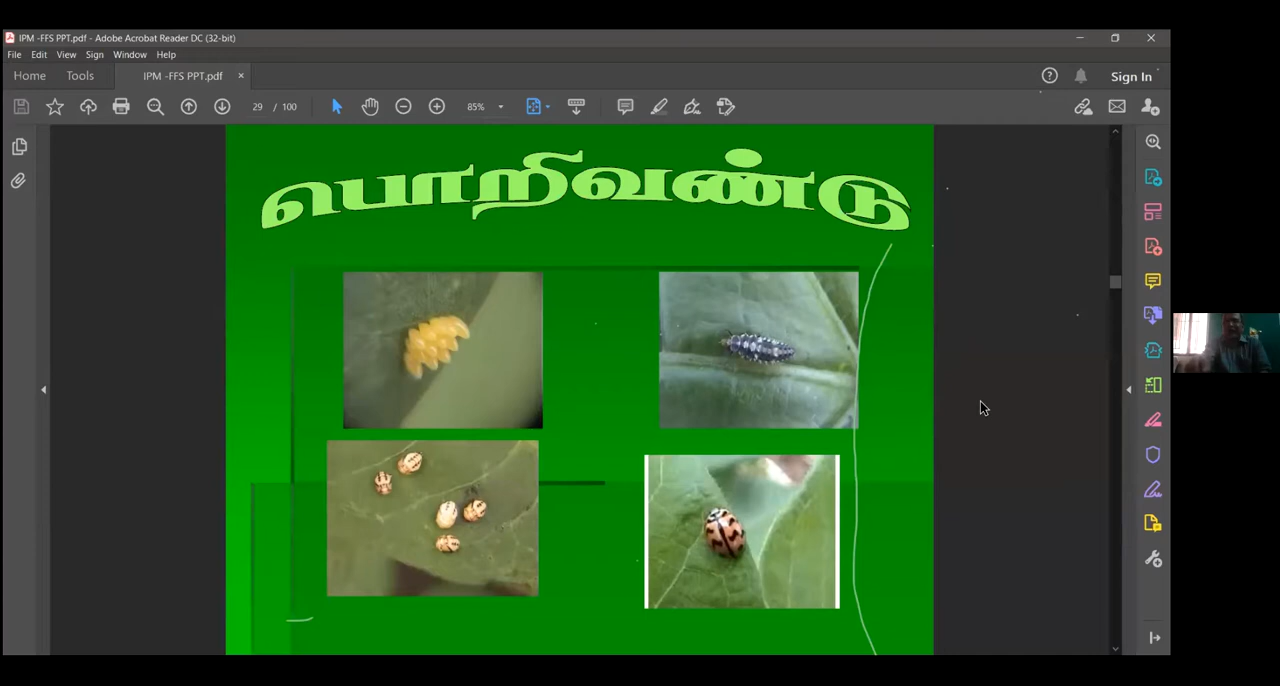 IPM -FFS PPT.pdf - Adobe Acrobat Reader DC (32-bit)
File Edit View Sign Window Help
Home Tools IPM -FFS PPT.pdf × Sign In
29 / 100 85%
பொறிவண்டு